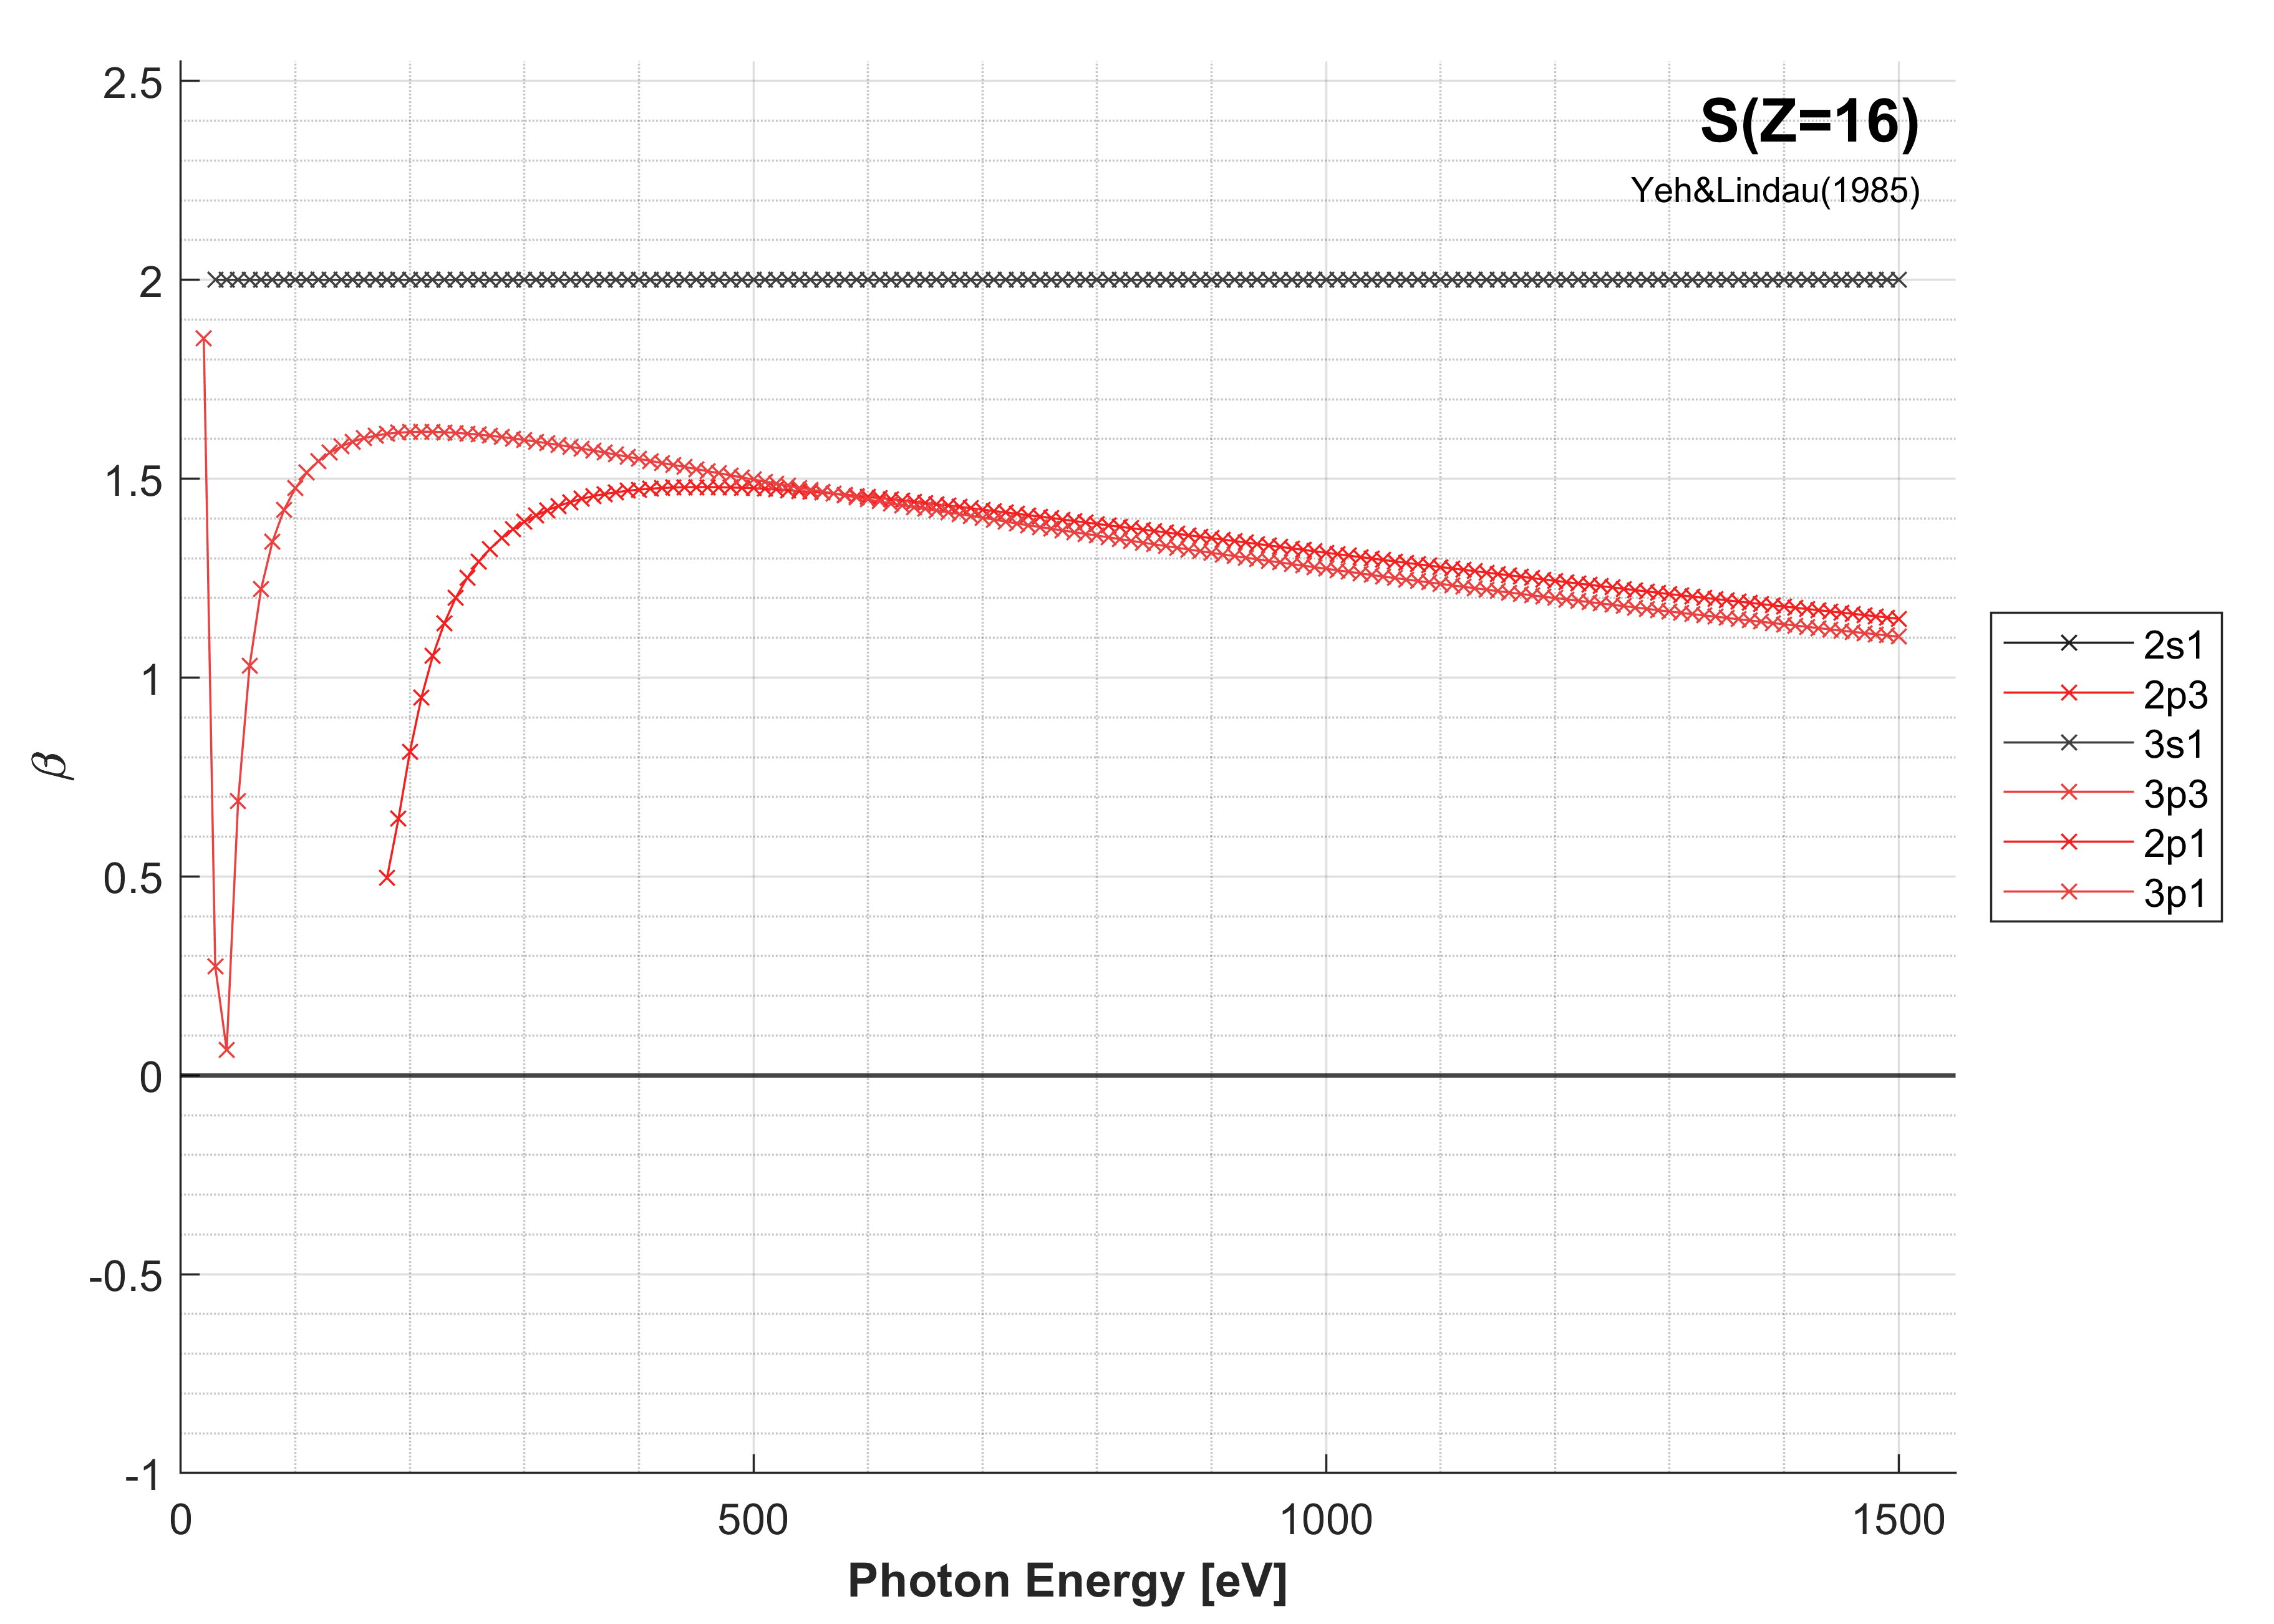 S(Z=16)
Yeh&Lindau(1985)
2.5
2
1.5
1
0.5
0
-0.5
-1
β
0
500
1000
1500
Photon Energy [eV]
2s1
2p3
3s1
3p3
2p1
3p1